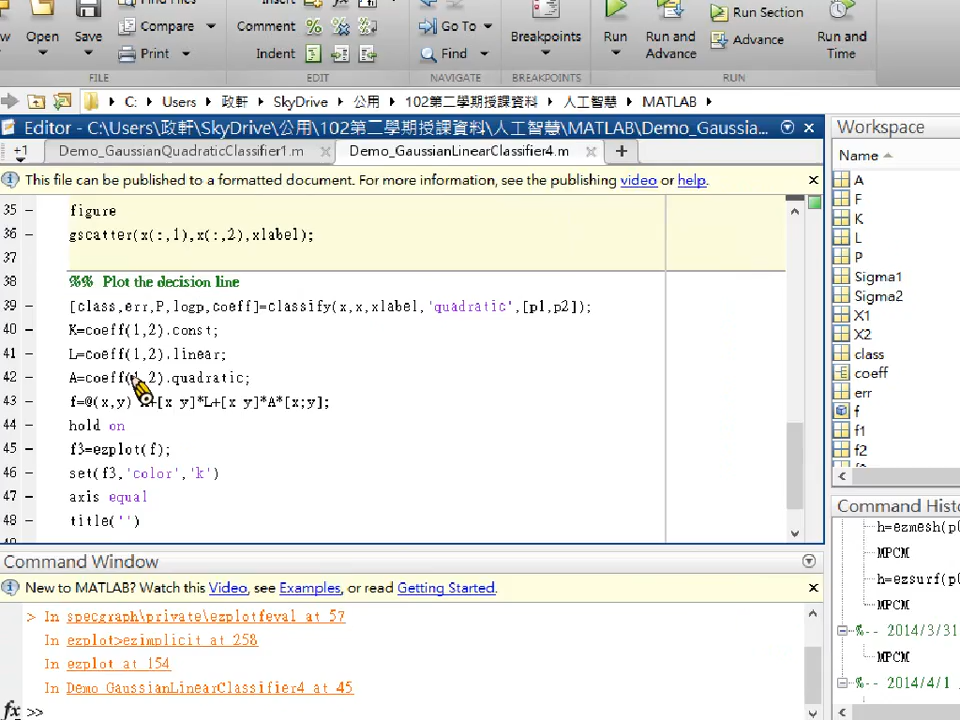 Find Files
Insert
Open
Save
Compare
Print
Comment
Indent
Go To
Find
Breakpoints
Run
Run and
Advance
Run Section
Advance
Run and
Time
FILE
EDIT
NAVIGATE
BREAKPOINTS
RUN
C: Users 政軒 SkyDrive 公用 102第二學期授課資料 人工智慧 MATLAB
Editor - C:\Users\政軒\SkyDrive\公用\102第二學期授課資料\人工智慧\MATLAB\Demo_Gaussia...
+1
Demo_GaussianQuadraticClassifier1.m
Demo_GaussianLinearClassifier4.m
This file can be published to a formatted document. For more information, see the publishing video or help.
35 – figure
36 – gscatter(x(:,1),x(:,2),xlabel);
37
38 %% Plot the decision line
39 – [class,err,P,logp,coeff]=classify(x,x,xlabel,'quadratic',[p1,p2]);
40 – K=coeff(1,2).const;
41 – L=coeff(1,2).linear;
42 – A=coeff(1,2).quadratic;
43 – f=@(x,y) K+[x y]*L+[x y]*A*[x;y];
44 – hold on
45 – f3=ezplot(f);
46 – set(f3,'color','k')
47 – axis equal
48 – title('')
Command Window
New to MATLAB? Watch this Video, see Examples, or read Getting Started.
> In specgraph\private\ezplotfeval at 57
In ezplot>ezimplicit at 258
In ezplot at 154
In Demo_GaussianLinearClassifier4 at 45
fx >>
Workspace
Name
A
F
K
L
P
Sigma1
Sigma2
X1
X2
class
coeff
err
f
f1
f2
Command Histo
h=ezmesh(p
MPCM
h=ezsurf(p
MPCM
%-- 2014/3/31
MPCM
%-- 2014/4/1